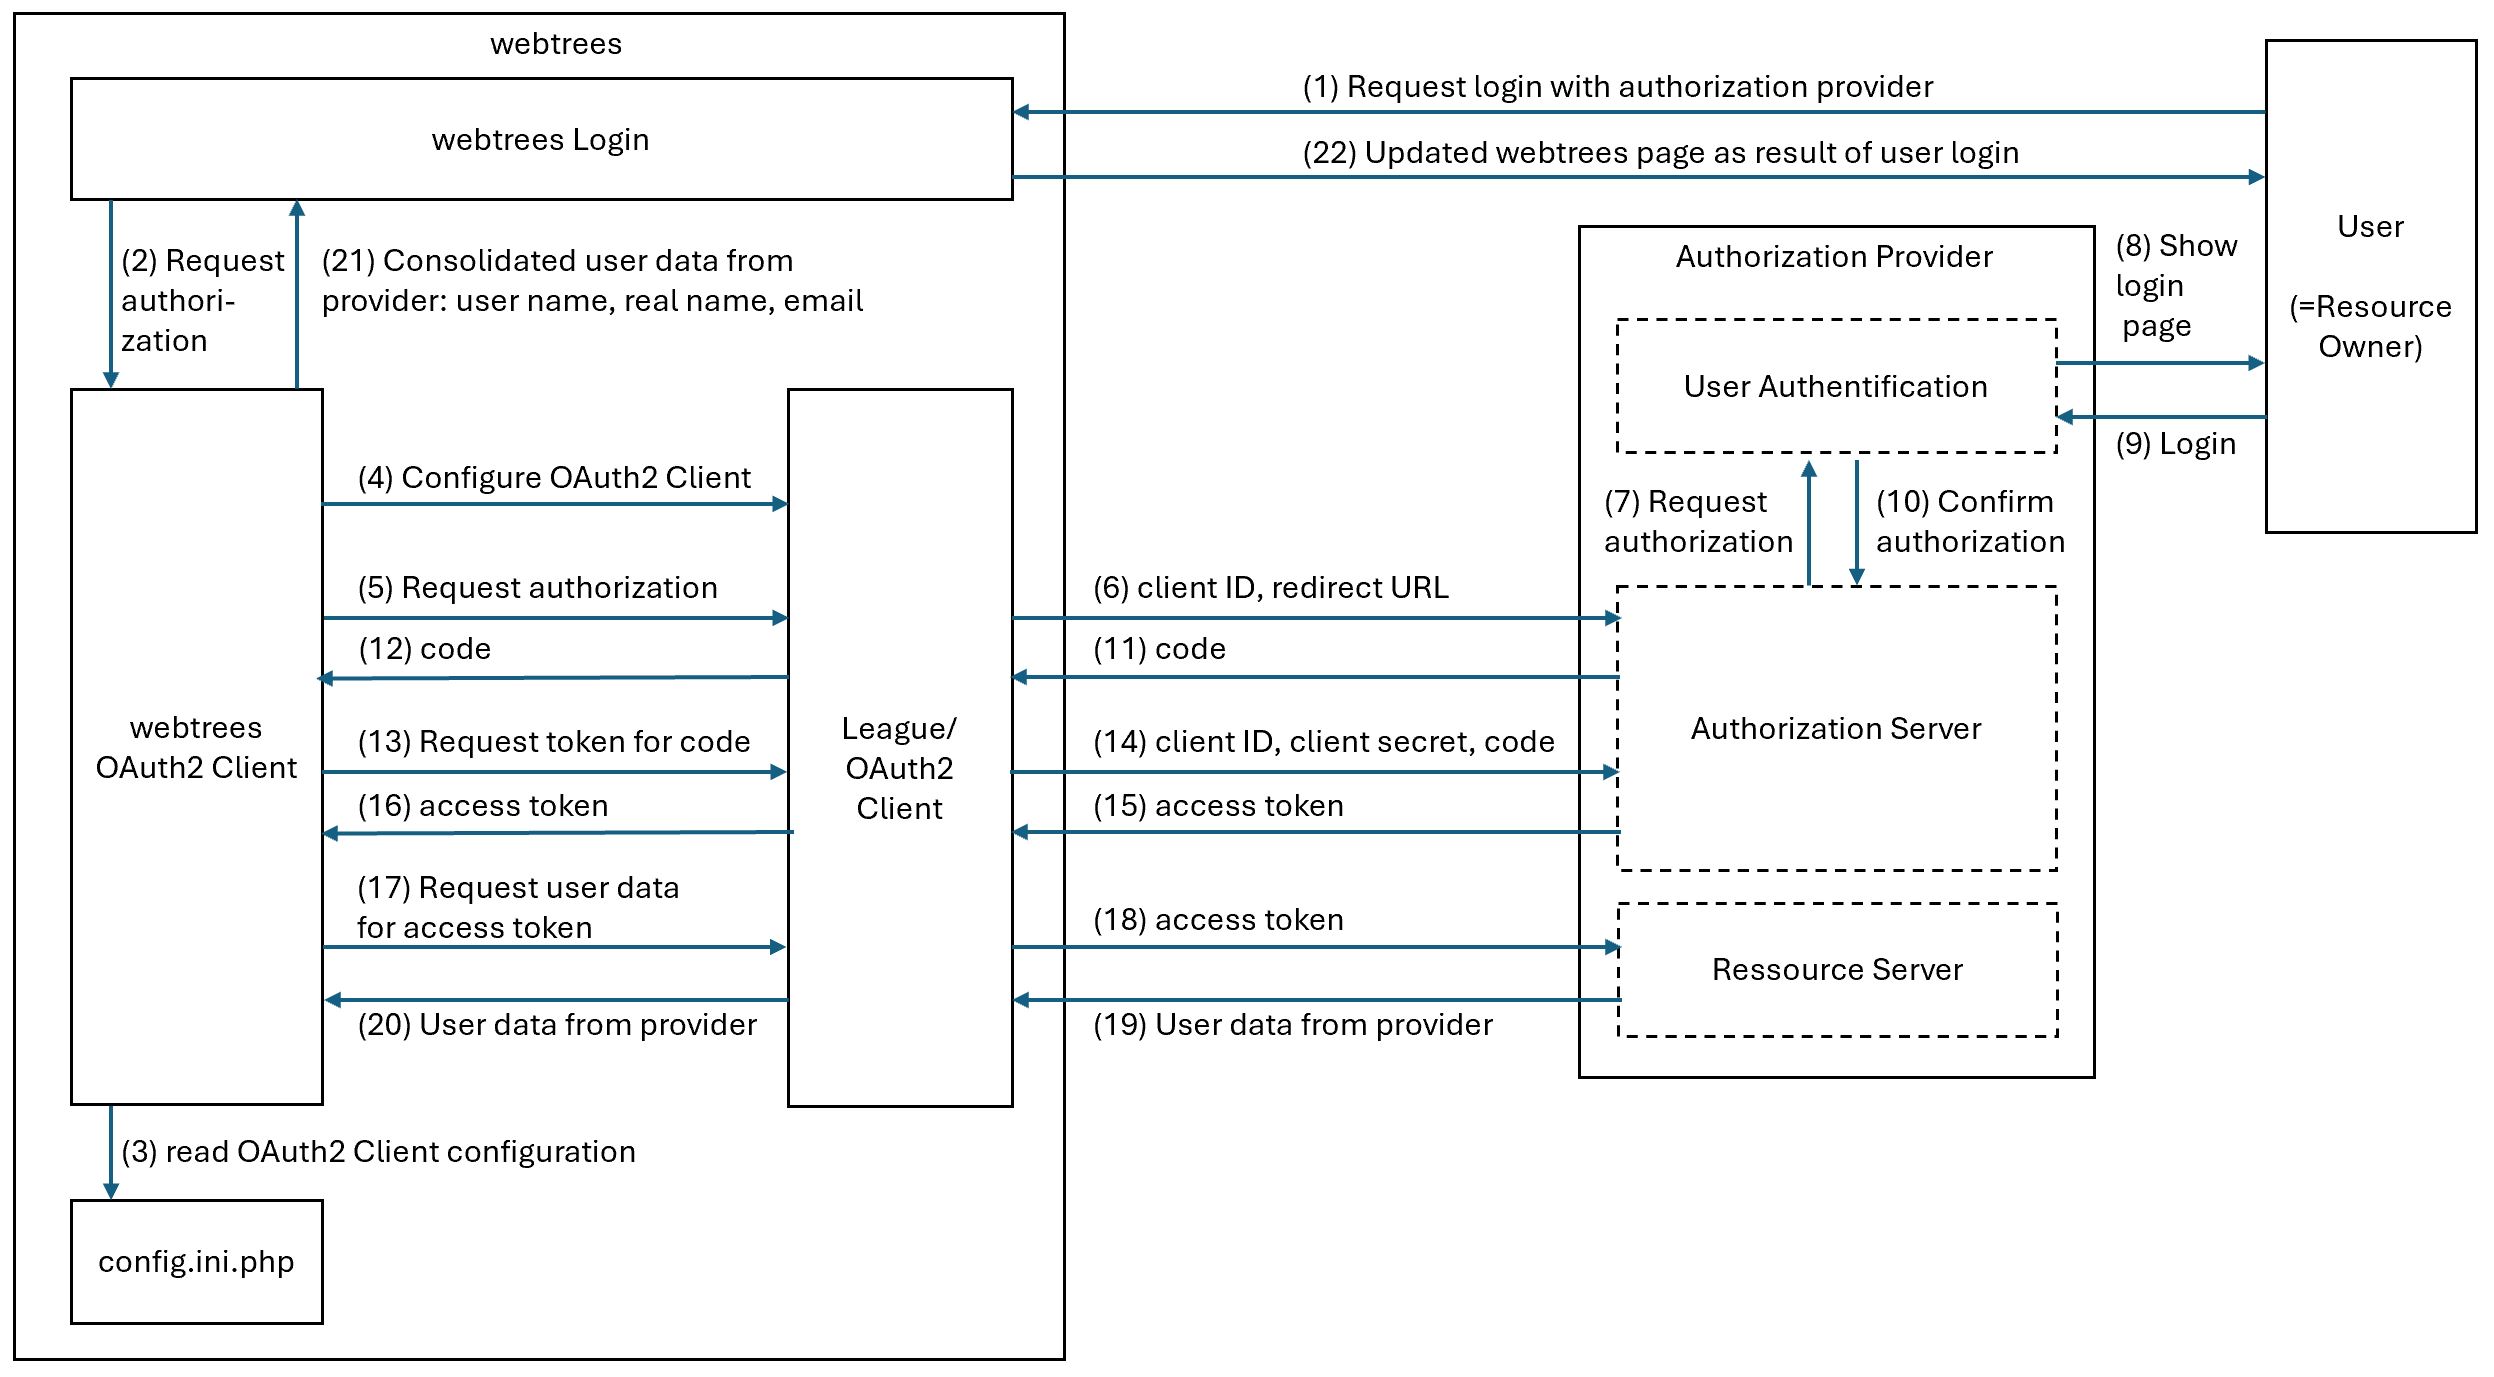 webtrees
webtrees Login
(1) Request login with authorization provider
(22) Updated webtrees page as result of user login
User
(=Resource
Owner)
(2) Request
authori-
zation
(21) Consolidated user data from
provider: user name, real name, email
Authorization Provider
(8) Show
login
page
User Authentification
(9) Login
(7) Request
authorization
(10) Confirm
authorization
webtrees
OAuth2 Client
(4) Configure OAuth2 Client
(5) Request authorization
(12) code
(13) Request token for code
(16) access token
(17) Request user data
for access token
(20) User data from provider
League/
OAuth2
Client
(6) client ID, redirect URL
(11) code
(14) client ID, client secret, code
(15) access token
(18) access token
(19) User data from provider
Authorization Server
Ressource Server
(3) read OAuth2 Client configuration
config.ini.php